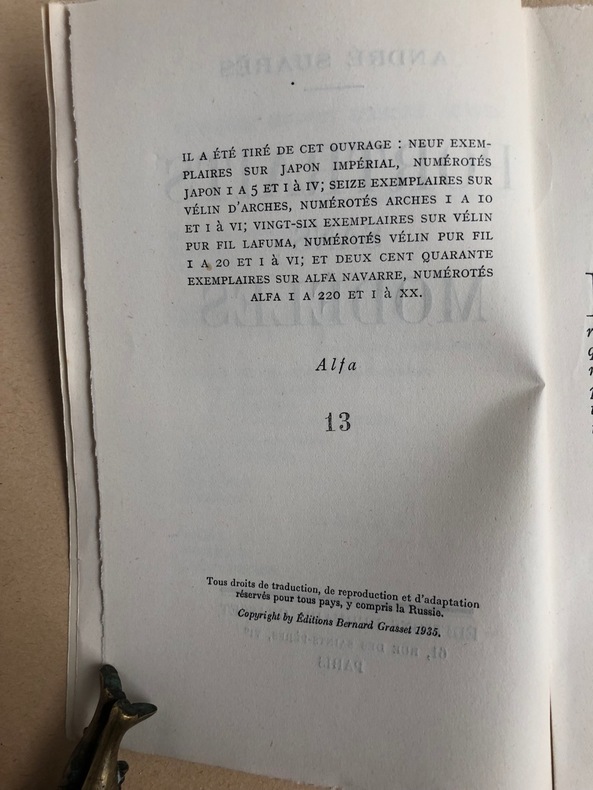 IL A ÉTÉ TIRÉ DE CET OUVRAGE : NEUF EXEM-
PLAIRES SUR JAPON IMPÉRIAL, NUMÉROTÉS
JAPON I A 5 ET I à IV; SEIZE EXEMPLAIRES SUR
VÉLIN D'ARCHES, NUMÉROTÉS ARCHES I A IO
ET I à VI; VINGT-SIX EXEMPLAIRES SUR VÉLIN
PUR FIL LAFUMA, NUMÉROTÉS VÉLIN PUR FIL
I A 20 ET I à VI; ET DEUX CENT QUARANTE
EXEMPLAIRES SUR ALFA NAVARRE, NUMÉROTÉS
ALFA I A 220 ET I à XX.
Alfa
13
Tous droits de traduction, de reproduction et d'adaptation
réservés pour tous pays, y compris la Russie.
Copyright by Éditions Bernard Grasset 1935.